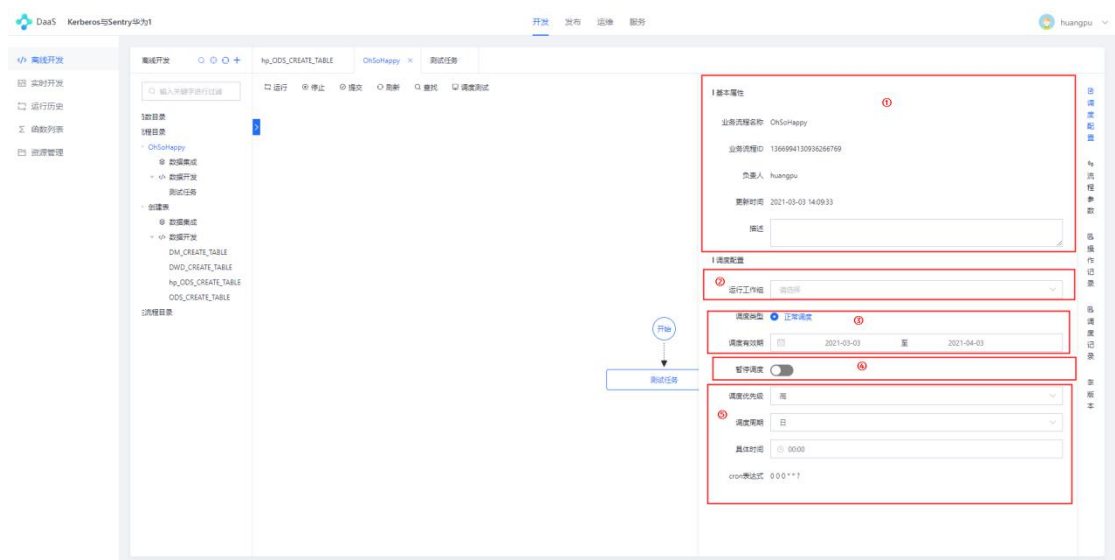 DaaS Kerberos与Sentry华为1
开发 发布 运维 服务
huangpu
离线开发
实时开发
运行历史
函数列表
资源管理
离线开发
输入关键字进行过滤
数目录
流程目录
OhSoHappy
数据集成
数据开发
测试任务
创建表
数据集成
数据开发
DM_CREATE_TABLE
DWD_CREATE_TABLE
hp_ODS_CREATE_TABLE
ODS_CREATE_TABLE
流程目录
hp_ODS_CREATE_TABLE OhSoHappy × 测试任务
运行 停止 提交 刷新 查找 调度测试
开始
测试任务
基本属性
①
业务流程名称 OhSoHappy
业务流程ID 1366994130936266769
负责人 huangpu
更新时间 2021-03-03 14:09:33
描述
调度配置
②
运行工作组 请选择
调度类型 正常调度
③
调度有效期 2021-03-03 至 2021-04-03
暂停调度
④
调度优先级 高
⑤
调度周期 日
具体时间 00:00
cron表达式 0 0 0 * * ?
调度配置
流程参数
操作记录
调度记录
版本